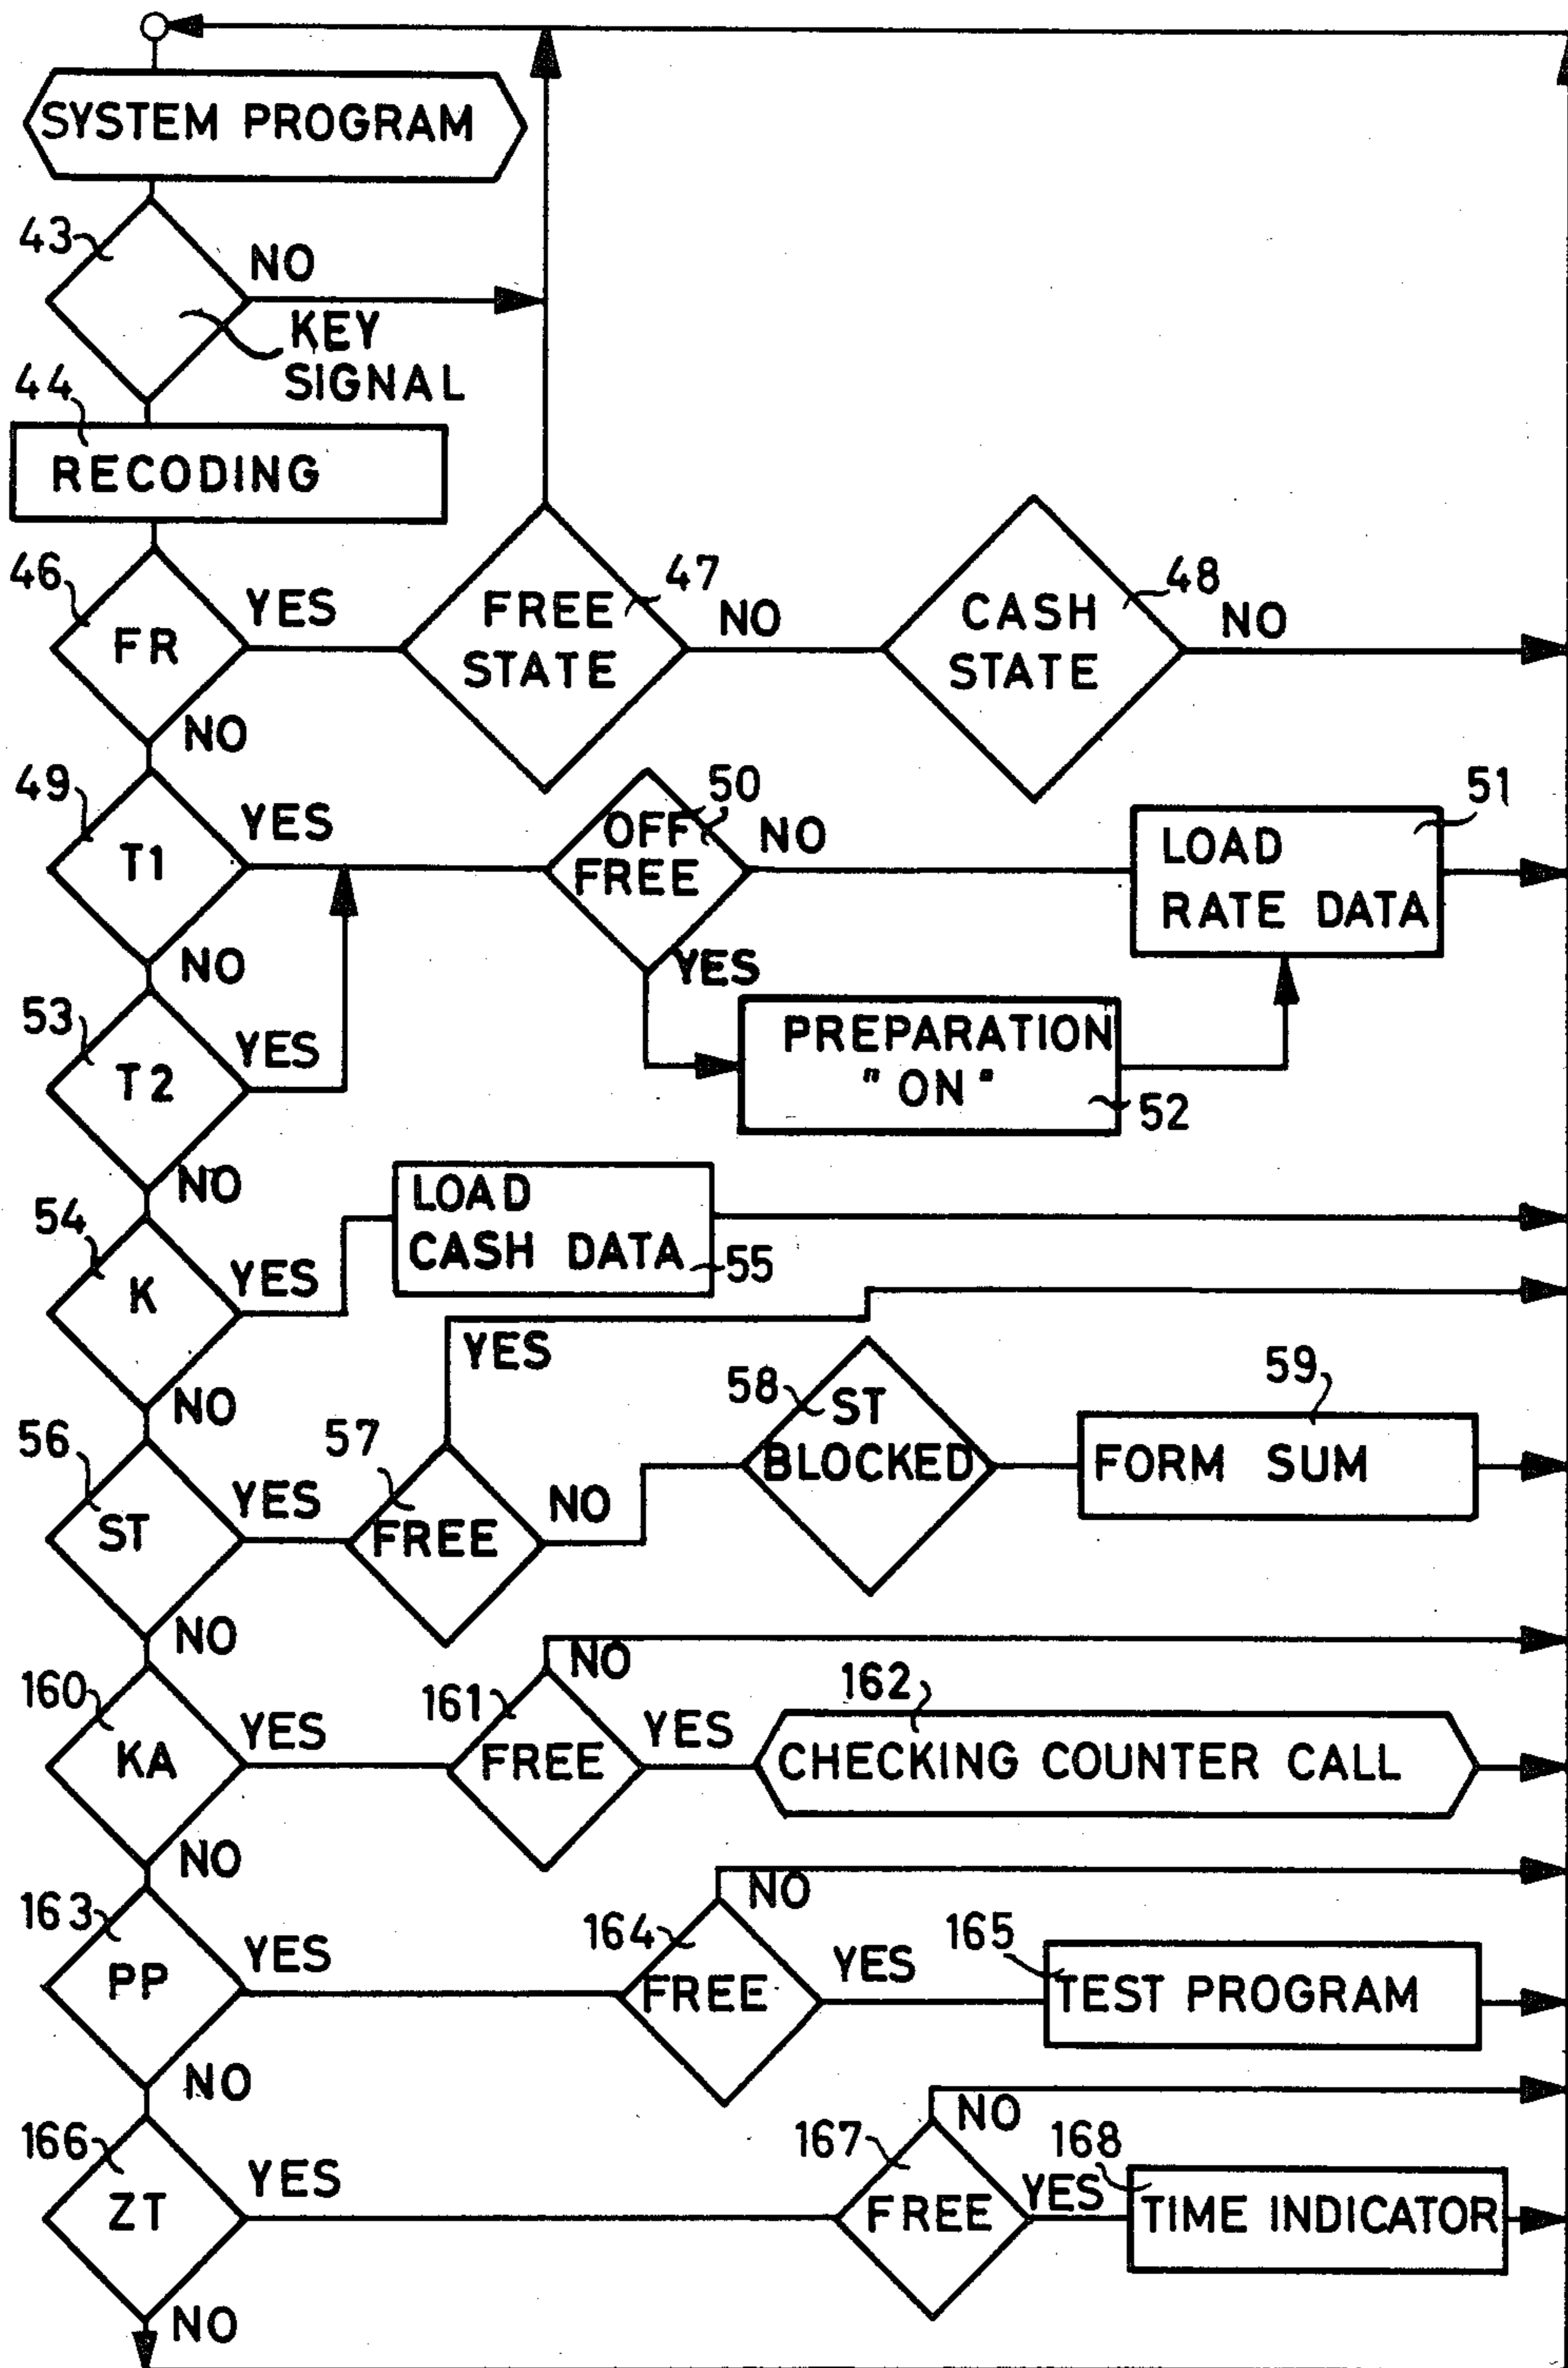 SYSTEM PROGRAM
43
NO
KEY
SIGNAL
44
RECODING
46
FR
YES
NO
FREE
STATE
47
NO
CASH
STATE
48
NO
49
T1
YES
NO
OFF
FREE
50
NO
YES
LOAD
RATE DATA
51
PREPARATION
"ON"
52
53
T2
YES
NO
54
K
YES
NO
LOAD
CASH DATA
55
56
ST
YES
NO
57
FREE
YES
NO
58
ST
BLOCKED
59
FORM SUM
160
KA
YES
NO
161
FREE
NO
YES
162
CHECKING COUNTER CALL
163
PP
YES
NO
164
FREE
NO
YES
165
TEST PROGRAM
166
ZT
YES
NO
167
FREE
NO
YES
168
TIME INDICATOR